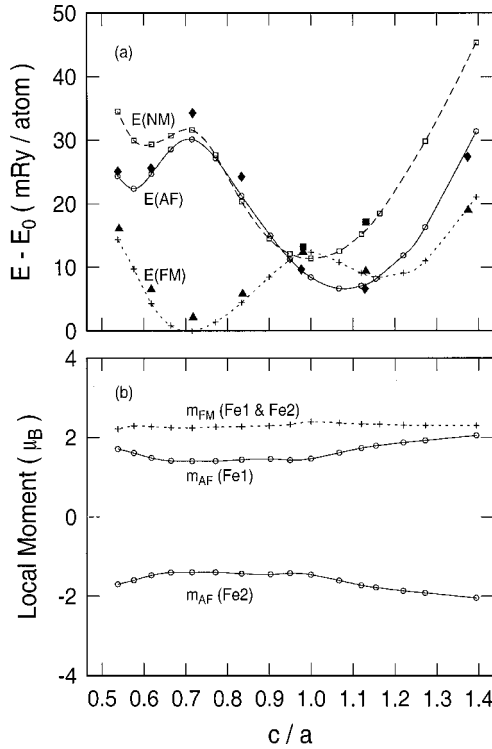 50
(a)
40
E(NM)
30
E(AF)
20
10
E(FM)
0
E - E0 ( mRy / atom)
4
(b)
mFM (Fe1 & Fe2)
2
mAF (Fe1)
0
-2
mAF (Fe2)
-4
Local Moment ( μB)
0.5 0.6 0.7 0.8 0.9 1.0 1.1 1.2 1.3 1.4
c / a